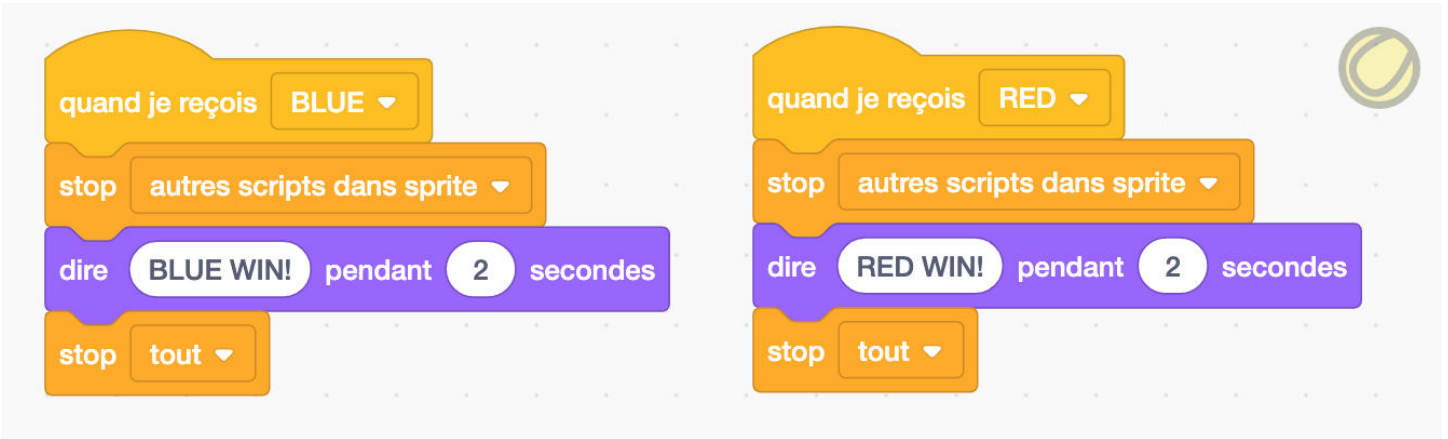 quand je reçois BLUE
stop autres scripts dans sprite
dire BLUE WIN! pendant 2 secondes
stop tout
quand je reçois RED
stop autres scripts dans sprite
dire RED WIN! pendant 2 secondes
stop tout